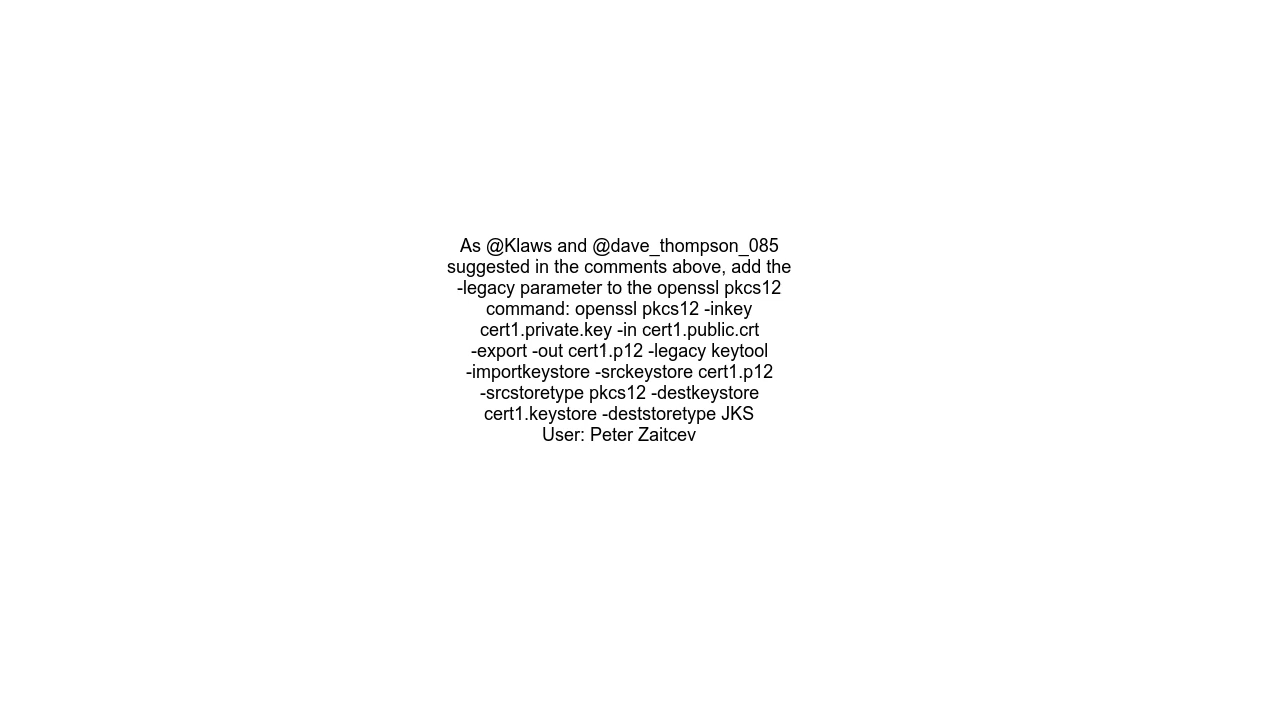 As @Klaws and @dave_thompson_085
suggested in the comments above, add the
-legacy parameter to the openssl pkcs12
command: openssl pkcs12 -inkey
cert1.private.key -in cert1.public.crt
-export -out cert1.p12 -legacy keytool
-importkeystore -srckeystore cert1.p12
-srcstoretype pkcs12 -destkeystore
cert1.keystore -deststoretype JKS
User: Peter Zaitcev